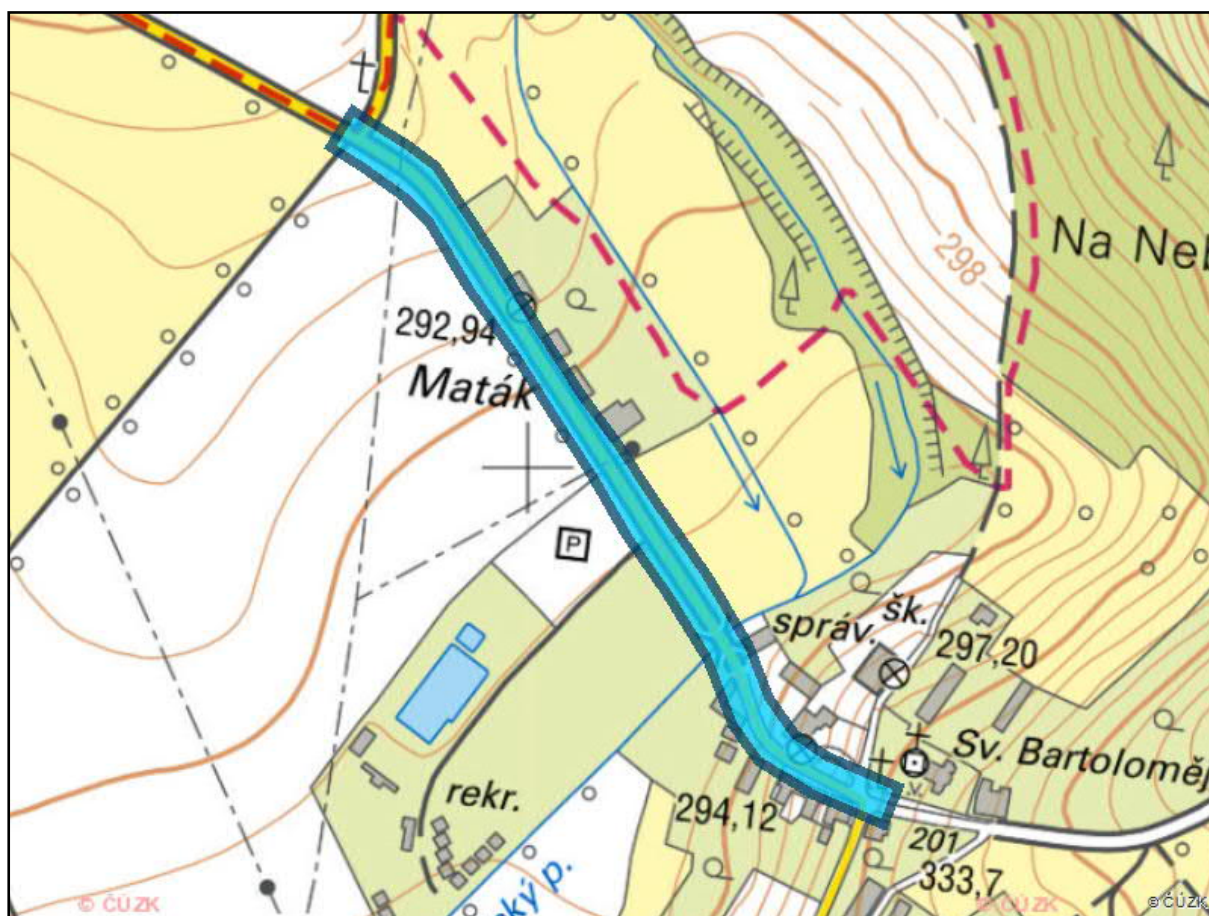 Na Neb
298
292,94
Maták
P
šk.
správ.
297,20
Sv. Bartoloměj
rekr.
294,12
201
333,7
ký p.
© ČÚZK
© ČÚZK